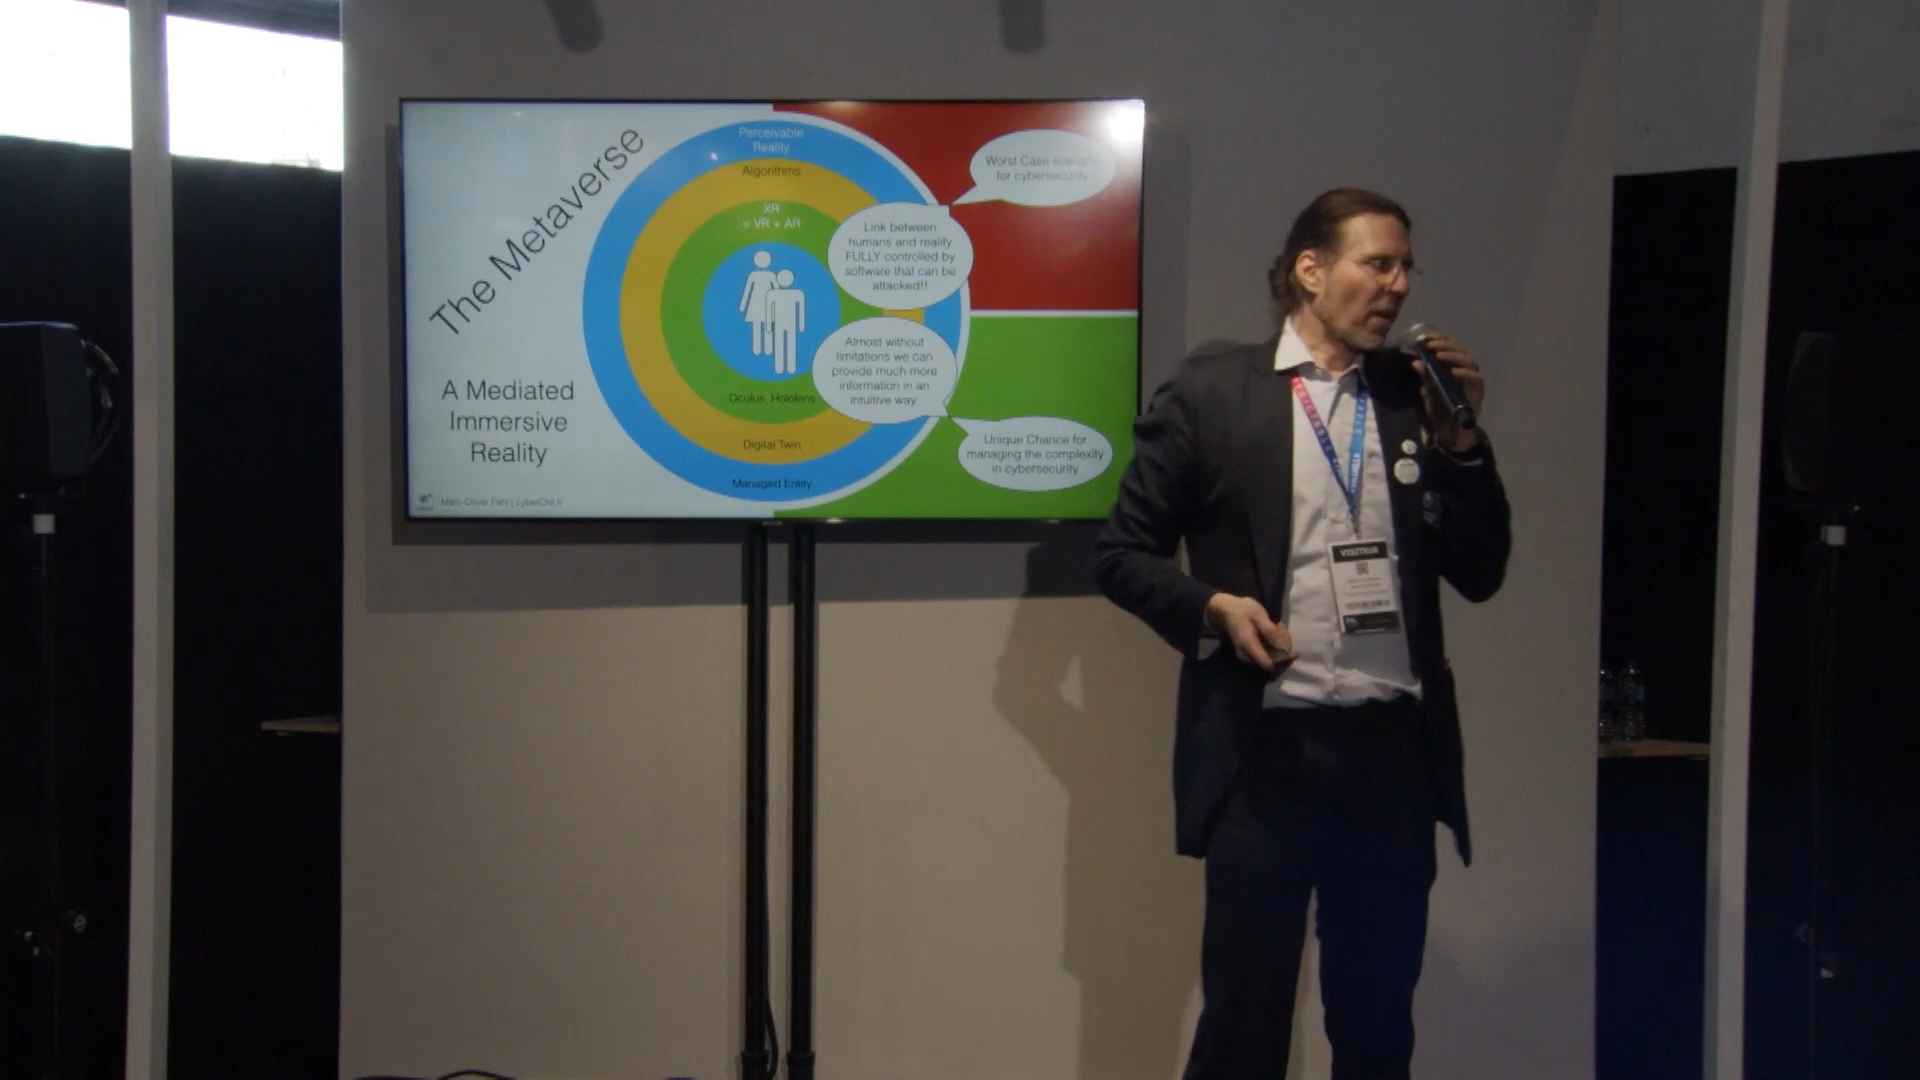 The Metaverse
A Mediated
Immersive
Reality
Perceivable
Reality
Algorithms
XR
= VR + AR
Oculus, Hololens
Digital Twin
Managed Entity
Worst Case
for cybersecurity
Link between
humans and reality
FULLY controlled by
software that can be
attacked!!
Almost without
limitations we can
provide much more
information in an
intuitive way.
Unique Chance for
managing the complexity
in cybersecurity
Marc-Oliver Pahl | cyberCNI.fr
VISITEUR